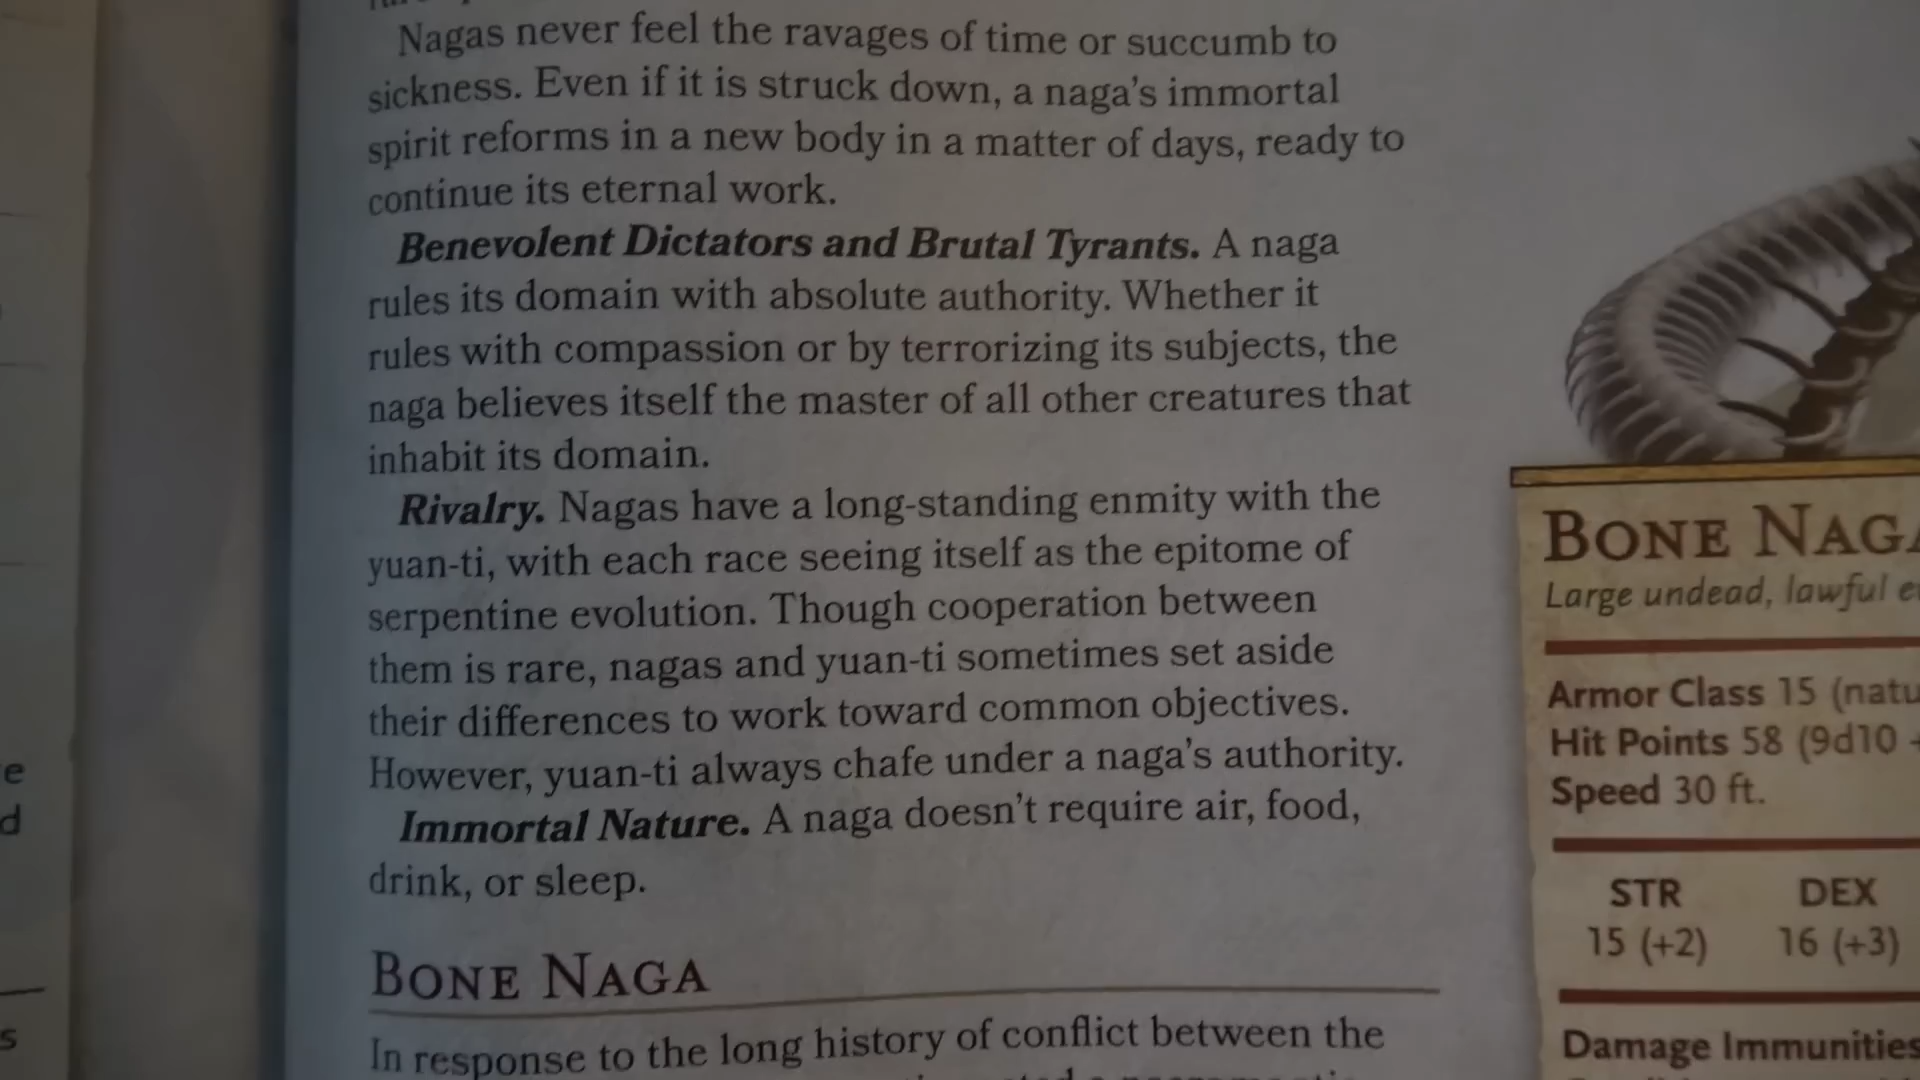 Nagas never feel the ravages of time or succumb to
sickness. Even if it is struck down, a naga's immortal
spirit reforms in a new body in a matter of days, ready to
continue its eternal work.
Benevolent Dictators and Brutal Tyrants. A naga
rules its domain with absolute authority. Whether it
rules with compassion or by terrorizing its subjects, the
naga believes itself the master of all other creatures that
inhabit its domain.
Rivalry. Nagas have a long-standing enmity with the
yuan-ti, with each race seeing itself as the epitome of
serpentine evolution. Though cooperation between
them is rare, nagas and yuan-ti sometimes set aside
their differences to work toward common objectives.
However, yuan-ti always chafe under a naga's authority.
Immortal Nature. A naga doesn't require air, food,
drink, or sleep.
BONE NAGA
In response to the long history of conflict between the
BONE NAGA
Large undead, lawful
Armor Class 15 (natu
Hit Points 58 (9d10 +
Speed 30 ft.
STR DEX
15 (+2) 16 (+3)
Damage Immunities